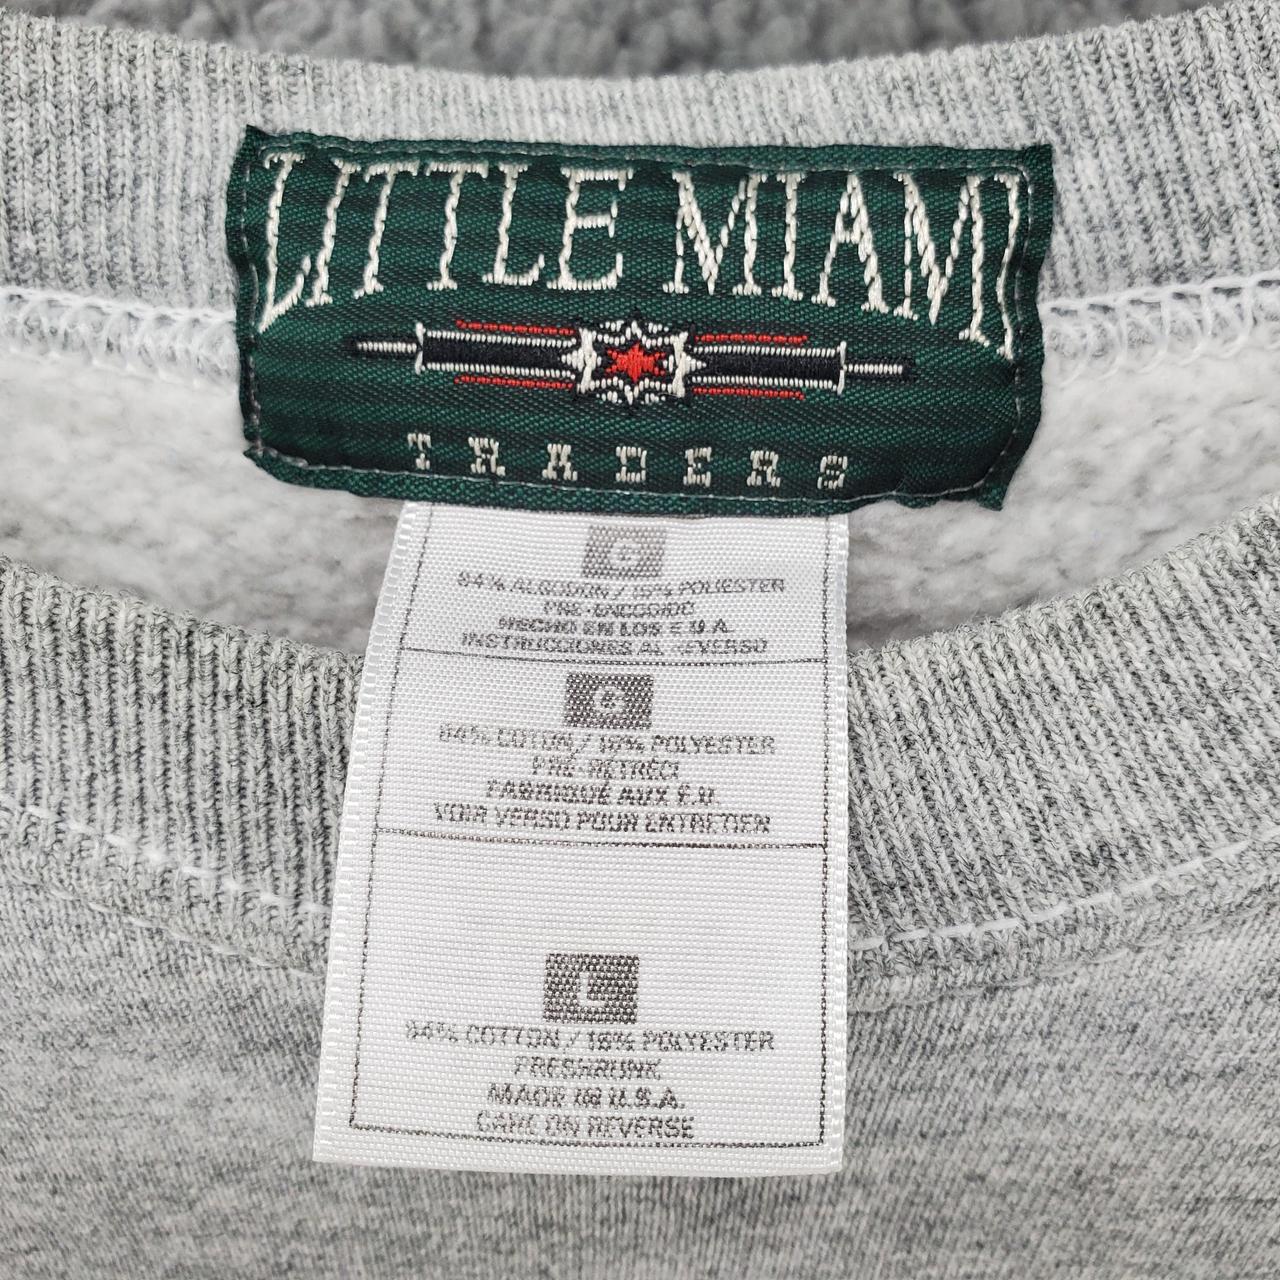 LITTLE MIAMI
TRADERS
G
84% ALGODON / 16% POLIESTER
PRE-ENCOGIDO
HECHO EN LOS E.U.A.
INSTRUCCIONES AL REVERSO
G
84% COTON / 16% POLYESTER
PRÉ-RÉTRÉCI
FABRIQUÉ AUX É.U.
VOIR VERSO POUR ENTRETIEN
L
84% COTTON / 16% POLYESTER
PRESHRUNK
MADE IN U.S.A.
CARE ON REVERSE